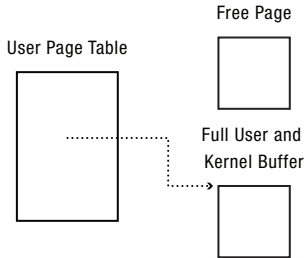 Free Page
User Page Table
Full User and
Kernel Buffer